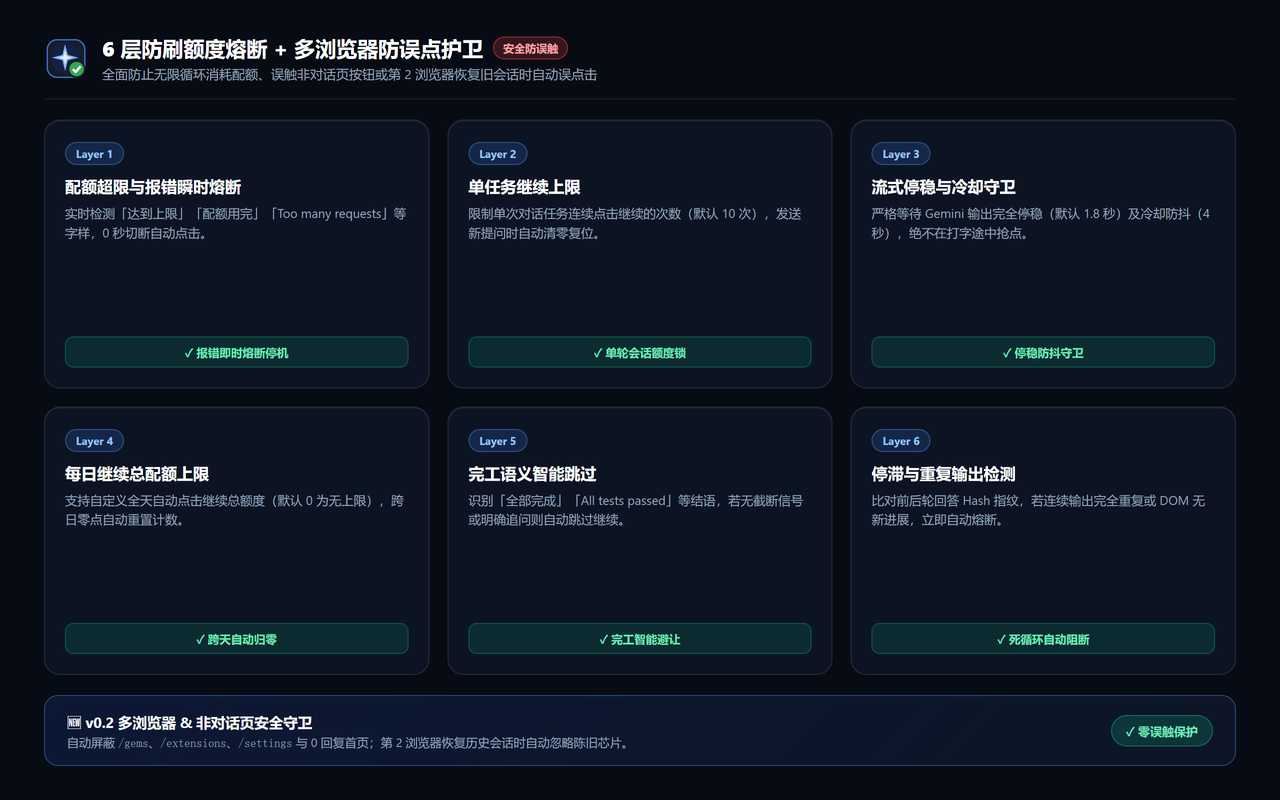 6 层防刷额度熔断 + 多浏览器防误点护卫
安全防误触
全面防止无限循环消耗配额、误触非对话页按钮或第 2 浏览器恢复旧会话时自动误点击
Layer 1
配额超限与报错瞬时熔断
实时检测「达到上限」「配额用完」「Too many requests」等
字样，0 秒切断自动点击。
✓ 报错即时熔断停机
Layer 2
单任务继续上限
限制单次对话任务连续点击继续的次数（默认 10 次），发送
新提问时自动清零复位。
✓ 单轮会话额度锁
Layer 3
流式停稳与冷却守卫
严格等待 Gemini 输出完全停稳（默认 1.8 秒）及冷却防抖（4
秒），绝不在打字途中抢点。
✓ 停稳防抖守卫
Layer 4
每日继续总配额上限
支持自定义全天自动点击继续总额度（默认 0 为无上限），跨
日零点自动重置计数。
✓ 跨天自动归零
Layer 5
完工语义智能跳过
识别「全部完成」「All tests passed」等结语，若无截断信号
或明确追问则自动跳过继续。
✓ 完工智能避让
Layer 6
停滞与重复输出检测
比对前后轮回答 Hash 指纹，若连续输出完全重复或 DOM 无
新进展，立即自动熔断。
✓ 死循环自动阻断
🆕 v0.2 多浏览器 & 非对话页安全守卫
自动屏蔽 /gems、/extensions、/settings 与 0 回复首页；第 2 浏览器恢复历史会话时自动忽略陈旧芯片。
✓ 零误触保护